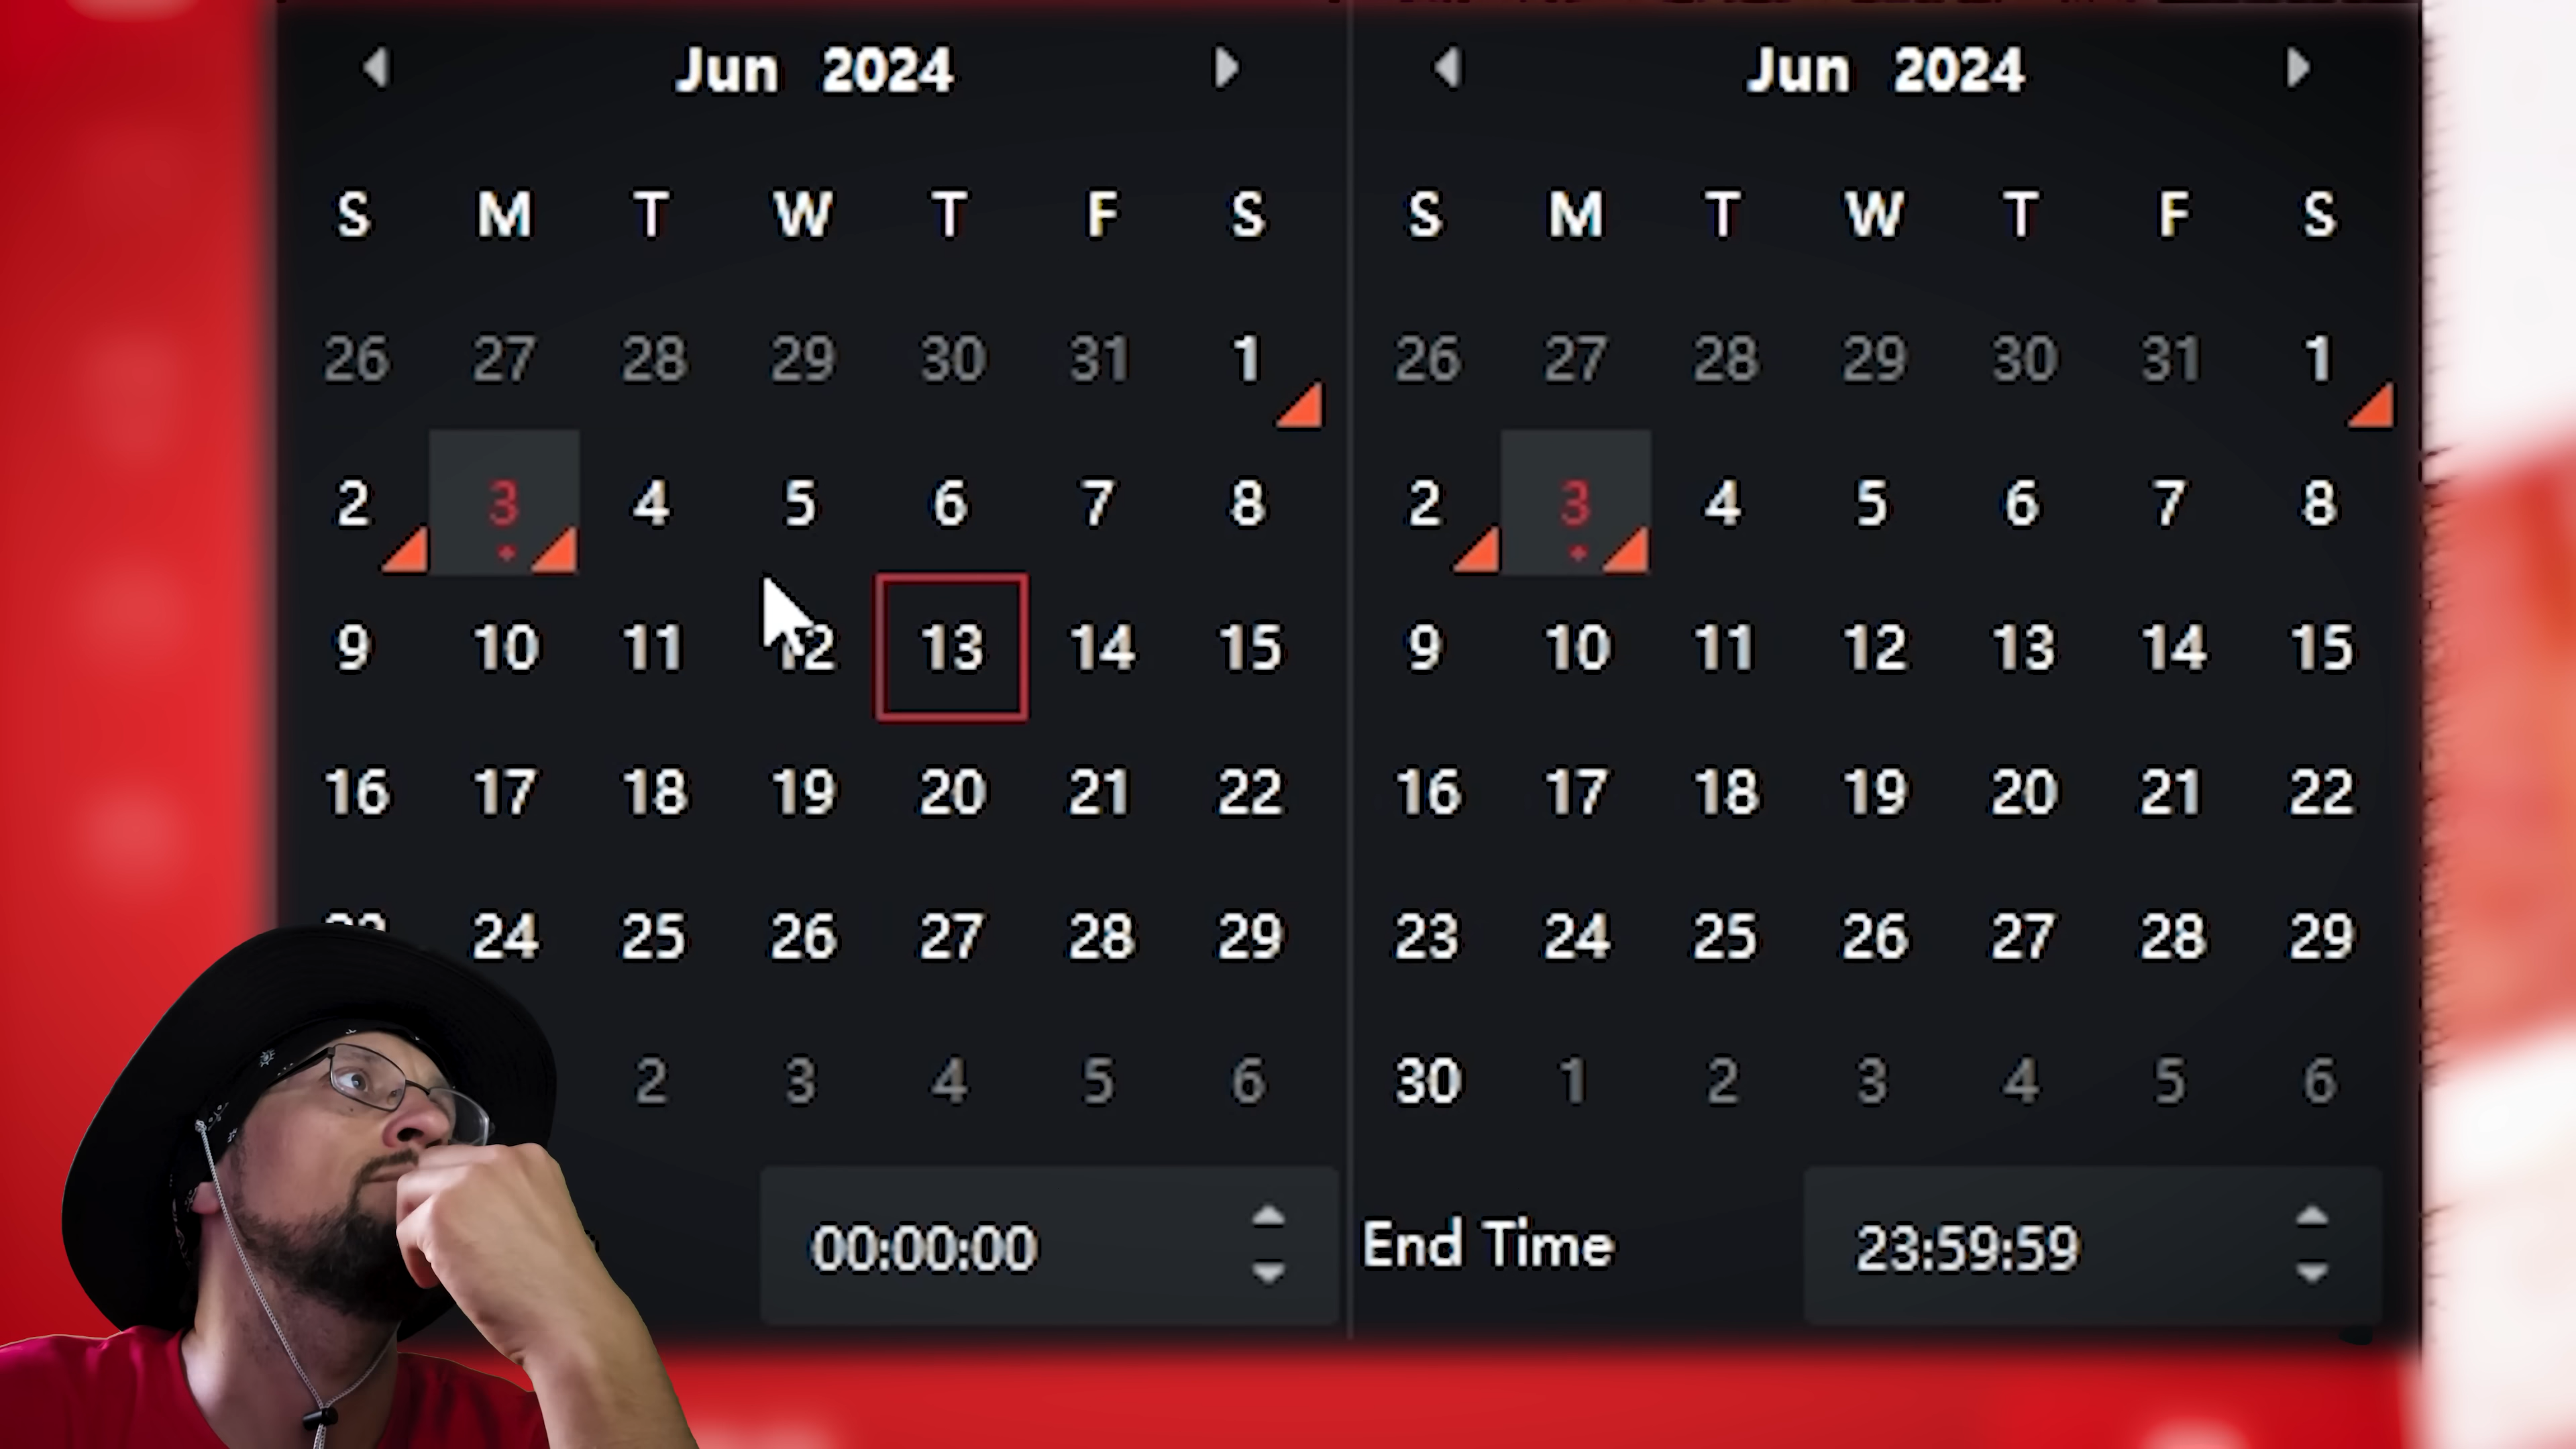 Jun 2024
S M T W T F S
26 27 28 29 30 31 1
2 3 4 5 6 7 8
9 10 11 12 13 14 15
16 17 18 19 20 21 22
24 25 26 27 28 29
2 3 4 5 6
00:00:00
Jun 2024
S M T W T F S
26 27 28 29 30 31 1
2 3 4 5 6 7 8
9 10 11 12 13 14 15
16 17 18 19 20 21 22
23 24 25 26 27 28 29
30 1 2 3 4 5 6
End Time 23:59:59